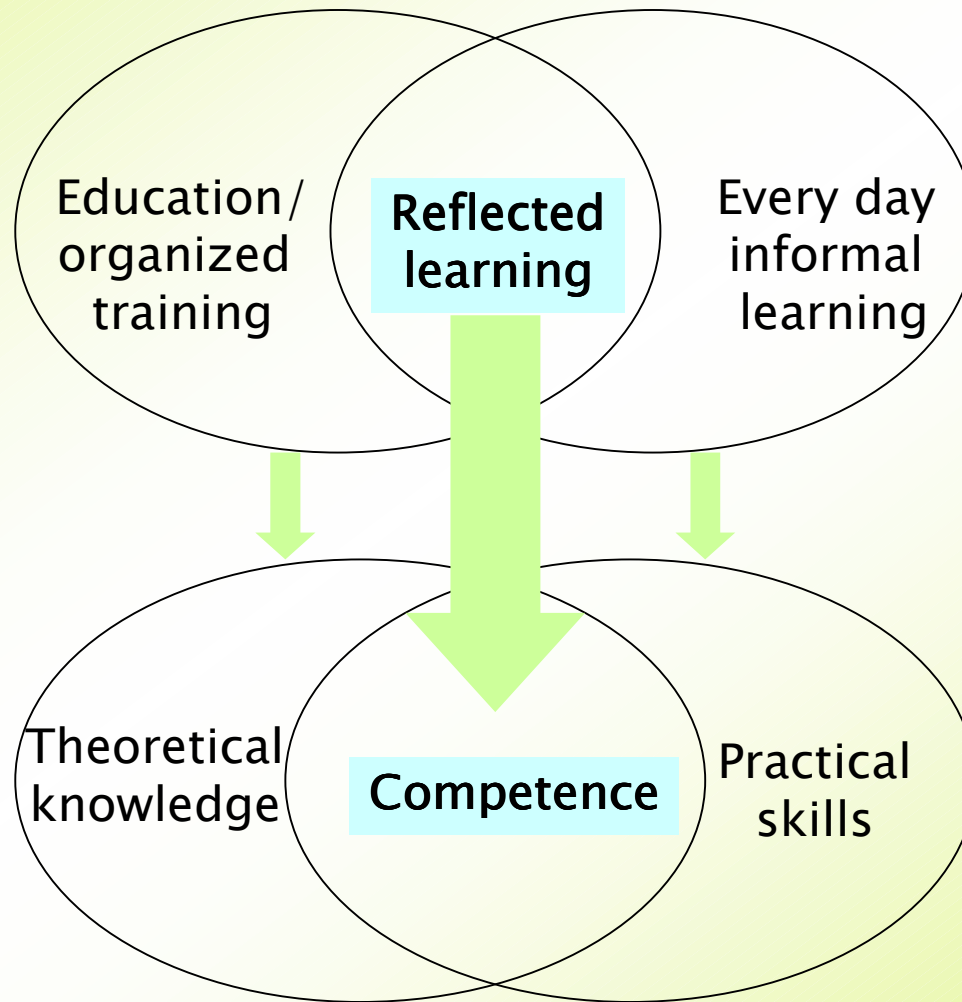 Education/
organized
training
Reflected
learning
Every day
informal
learning
Theoretical
knowledge
Competence
Practical
skills